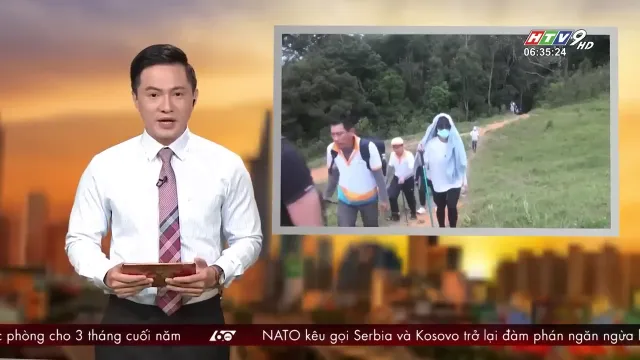 HTV9 HD
06:35:24
c phòng cho 3 tháng cuối năm
NATO kêu gọi Serbia và Kosovo trở lại đàm phán ngăn ngừa